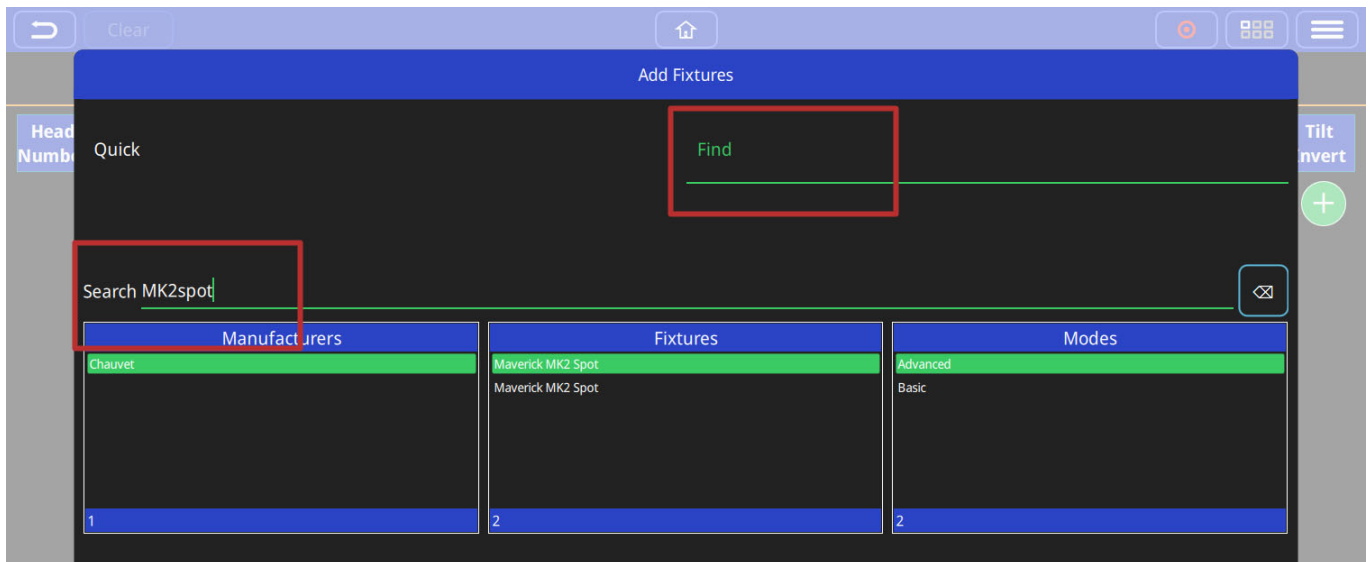 Clear
Add Fixtures
Head
Numbe
Quick
Find
Tilt
nvert
Search MK2spot
Manufacturers
Fixtures
Modes
Chauvet
Maverick MK2 Spot
Advanced
Maverick MK2 Spot
Basic
1
2
2